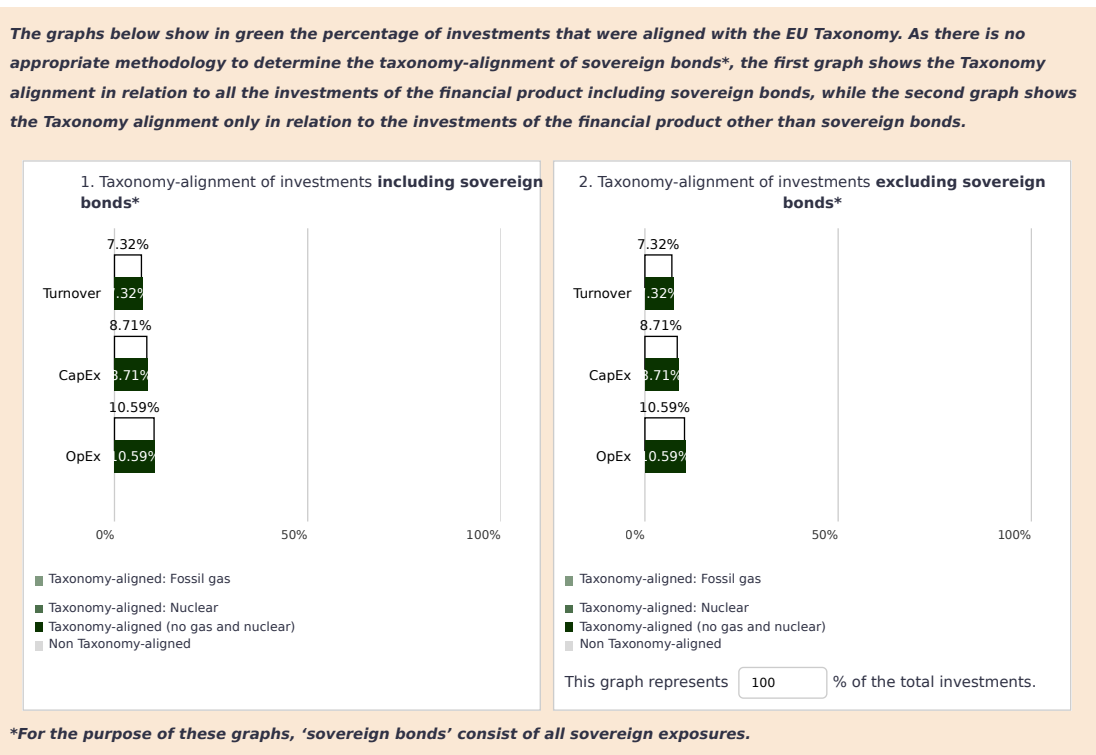 The graphs below show in green the percentage of investments that were aligned with the EU Taxonomy. As there is no
appropriate methodology to determine the taxonomy-alignment of sovereign bonds*, the first graph shows the Taxonomy
alignment in relation to all the investments of the financial product including sovereign bonds, while the second graph shows
the Taxonomy alignment only in relation to the investments of the financial product other than sovereign bonds.
1. Taxonomy-alignment of investments including sovereign
bonds*
7.32%
Turnover .32%
8.71%
CapEx 8.71%
10.59%
OpEx 10.59%
0% 50% 100%
Taxonomy-aligned: Fossil gas
Taxonomy-aligned: Nuclear
Taxonomy-aligned (no gas and nuclear)
Non Taxonomy-aligned
2. Taxonomy-alignment of investments excluding sovereign
bonds*
7.32%
Turnover .32%
8.71%
CapEx 8.71%
10.59%
OpEx 10.59%
0% 50% 100%
Taxonomy-aligned: Fossil gas
Taxonomy-aligned: Nuclear
Taxonomy-aligned (no gas and nuclear)
Non Taxonomy-aligned
This graph represents 100 % of the total investments.
*For the purpose of these graphs, ‘sovereign bonds’ consist of all sovereign exposures.